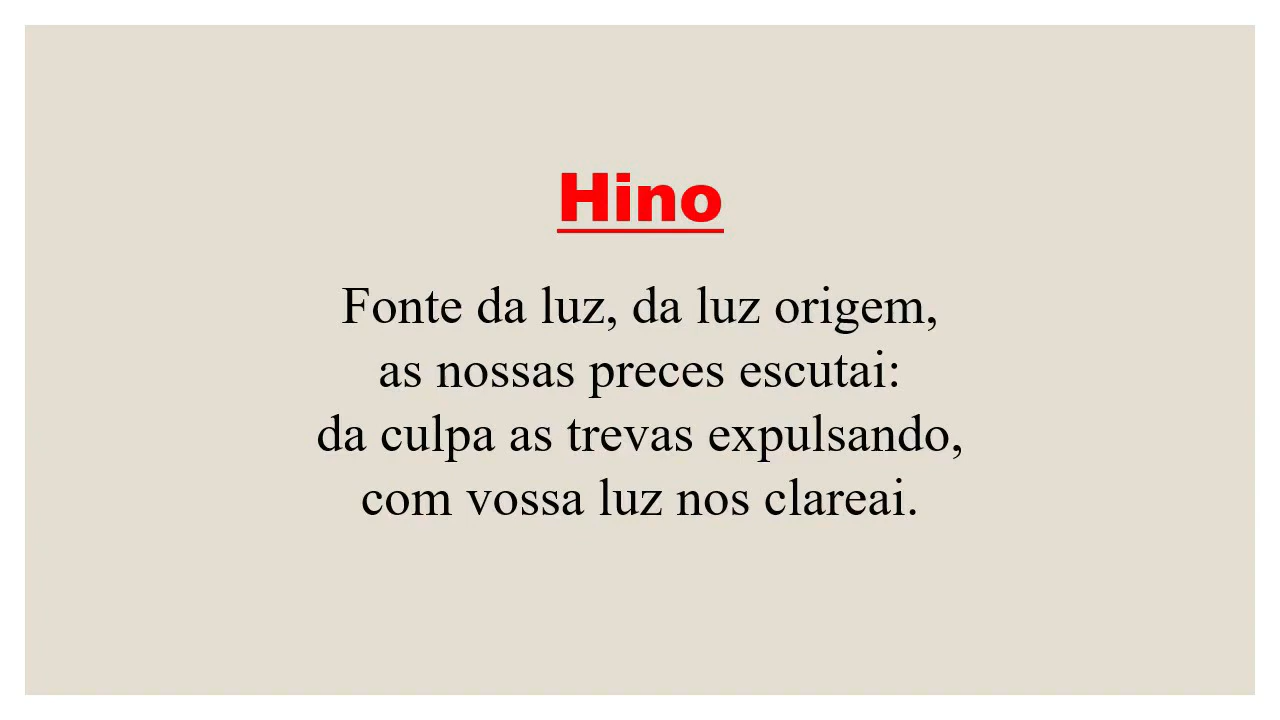 Hino
Fonte da luz, da luz origem,
as nossas preces escutai:
da culpa as trevas expulsando,
com vossa luz nos clareai.